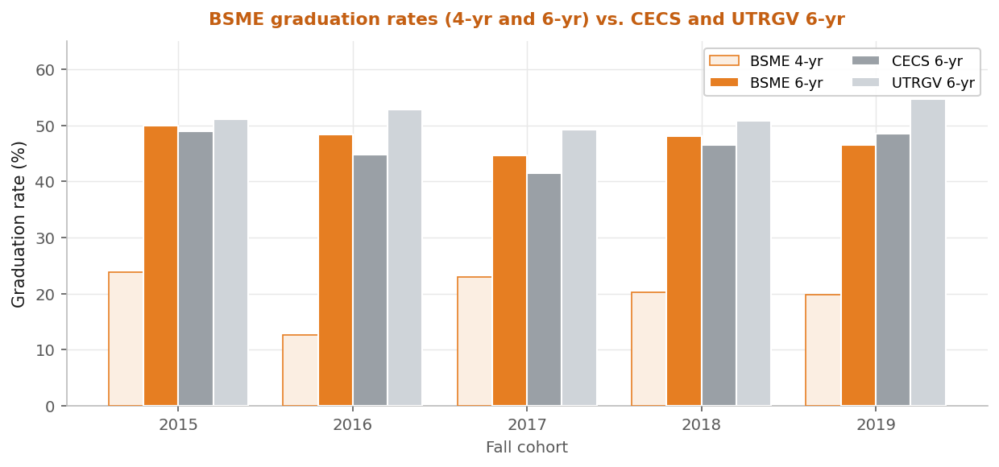 BSME graduation rates (4-yr and 6-yr) vs. CECS and UTRGV 6-yr
BSME 4-yr
BSME 6-yr
CECS 6-yr
UTRGV 6-yr
Graduation rate (%)
60
50
40
30
20
10
0
2015 2016 2017 2018 2019
Fall cohort